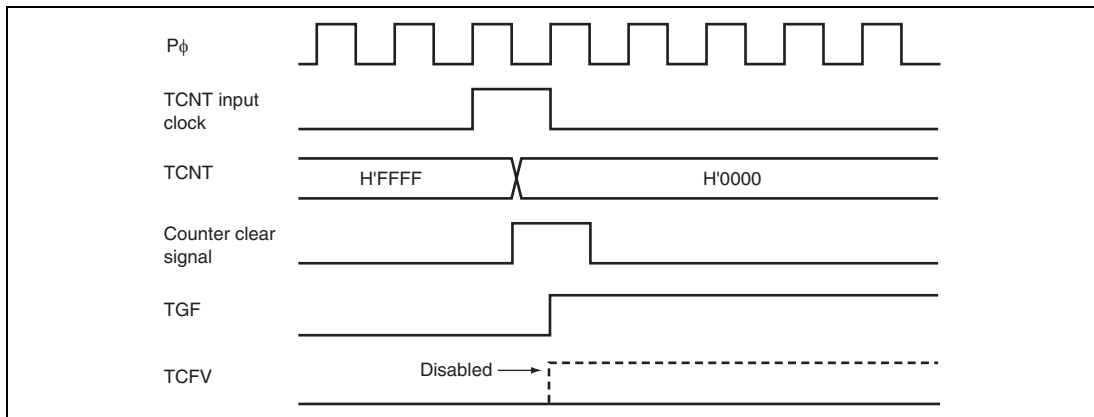 Pϕ
TCNT input
clock
TCNT
H'FFFF
H'0000
Counter clear
signal
TGF
Disabled
TCFV